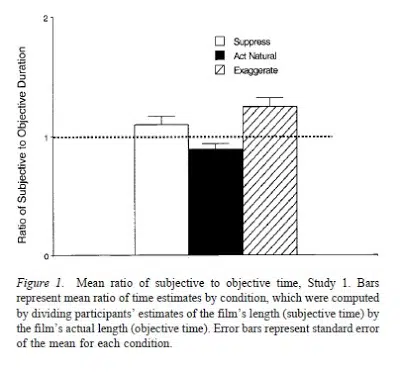 2
Suppress
Act Natural
Exaggerate
Ratio of Subjective to Objective Duration
1
0
Figure 1. Mean ratio of subjective to objective time, Study 1. Bars
represent mean ratio of time estimates by condition, which were computed
by dividing participants' estimates of the film's length (subjective time) by
the film's actual length (objective time). Error bars represent standard error
of the mean for each condition.